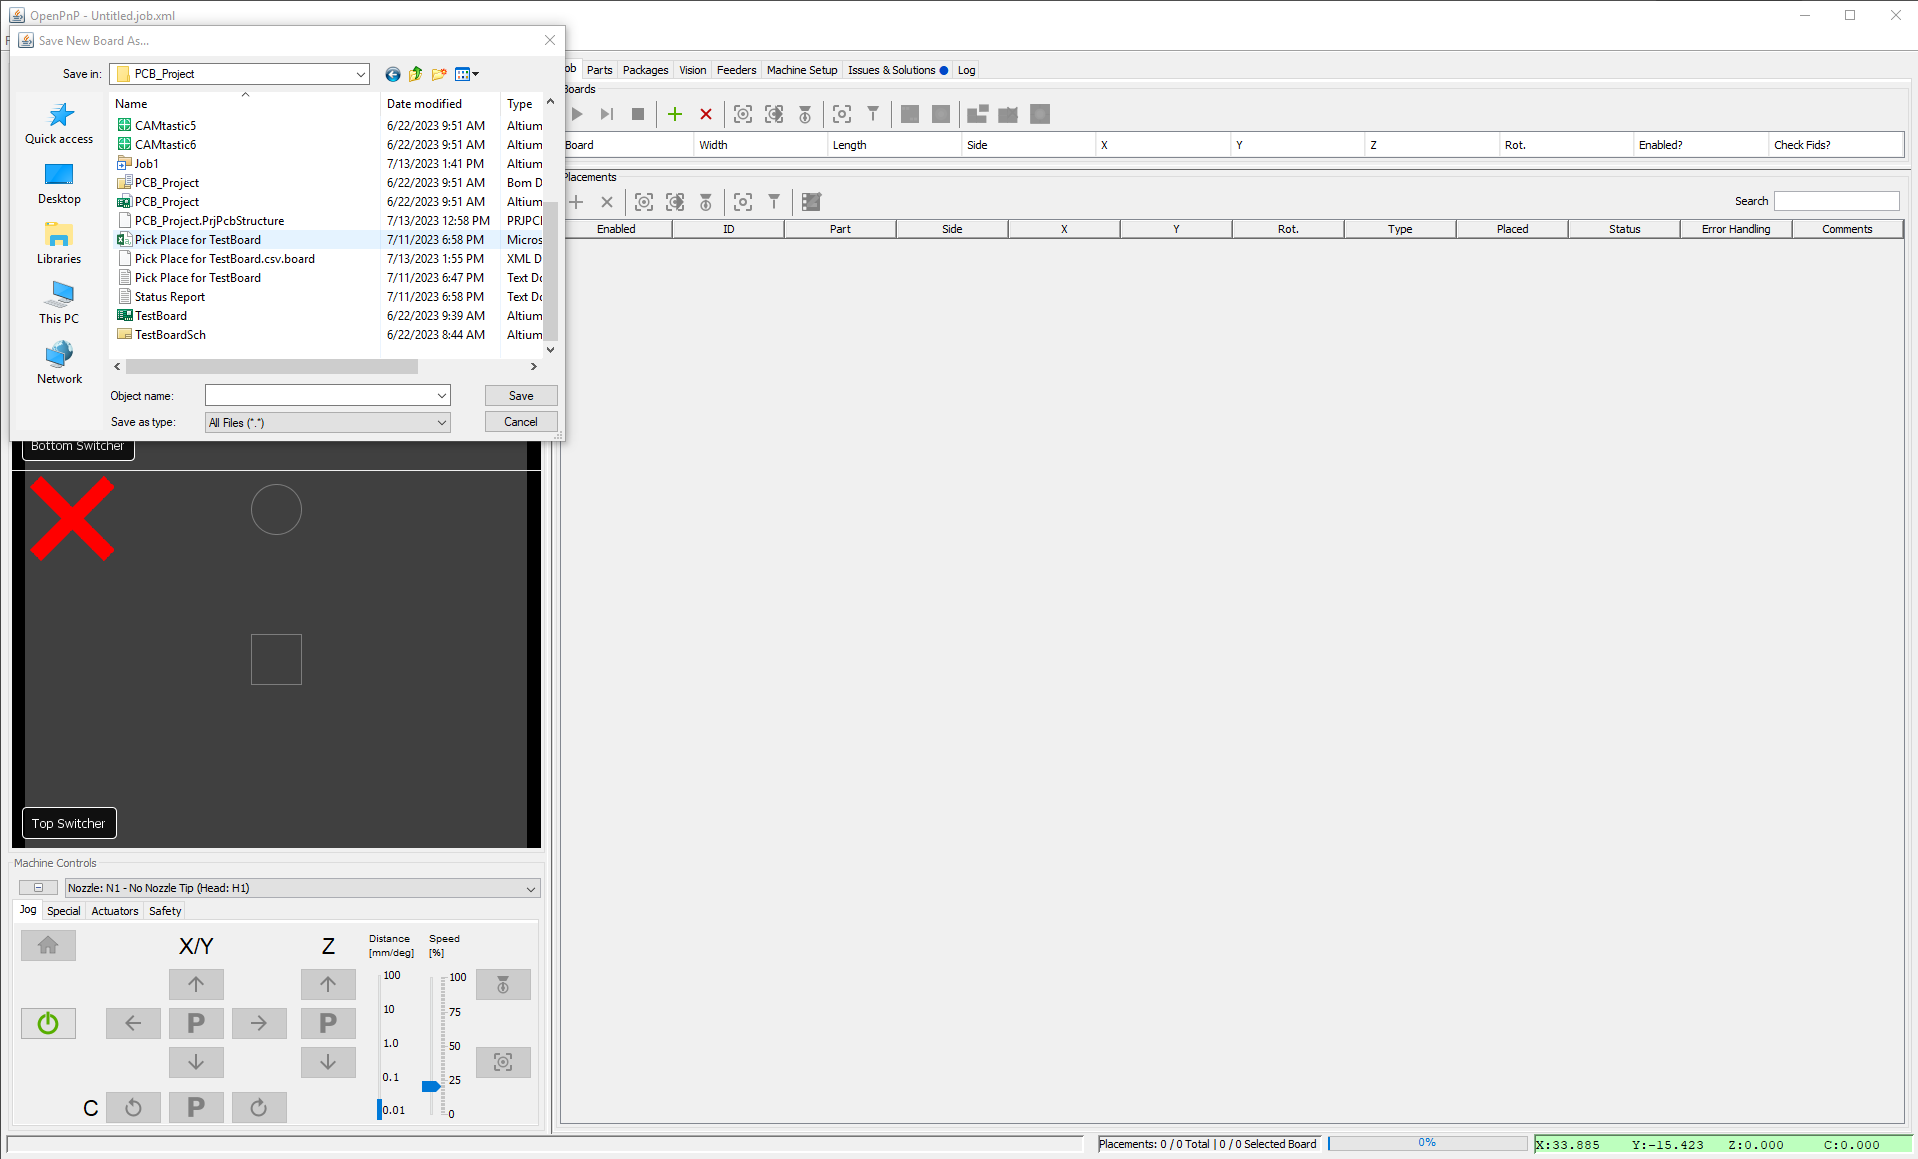 OpenPnP - Untitled.job.xml
Save New Board As...
Save in:
PCB_Project
Quick access
Desktop
Libraries
This PC
Network
Name
Date modified
Type
CAMtastic5
6/22/2023 9:51 AM
Altium
CAMtastic6
6/22/2023 9:51 AM
Altium
Job1
7/13/2023 1:41 PM
Altium
PCB_Project
6/22/2023 9:51 AM
Bom D
PCB_Project
6/22/2023 9:51 AM
Altium
PCB_Project.PrjPcbStructure
7/13/2023 12:58 PM
PRJPCI
Pick Place for TestBoard
7/11/2023 6:58 PM
Micros
Pick Place for TestBoard.csv.board
7/13/2023 1:55 PM
XML D
Pick Place for TestBoard
7/11/2023 6:47 PM
Text Do
Status Report
7/11/2023 6:58 PM
Text Do
TestBoard
6/22/2023 9:39 AM
Altium
TestBoardSch
6/22/2023 8:44 AM
Altium
Object name:
Save
Save as type:
All Files (*.*)
Cancel
Bottom Switcher
Top Switcher
Machine Controls
Nozzle: N1 - No Nozzle Tip (Head: H1)
Jog
Special
Actuators
Safety
X/Y
Z
Distance
[mm/deg]
Speed
[%]
100
10
1.0
0.1
0.01
100
75
50
25
0
P
P
C
P
ob
Parts
Packages
Vision
Feeders
Machine Setup
Issues & Solutions
Log
Boards
Board
Width
Length
Side
X
Y
Z
Rot.
Enabled?
Check Fids?
Placements
Search
Enabled
ID
Part
Side
X
Y
Rot.
Type
Placed
Status
Error Handling
Comments
Placements: 0 / 0 Total | 0 / 0 Selected Board
0%
X:33.885
Y:-15.423
Z:0.000
C:0.000